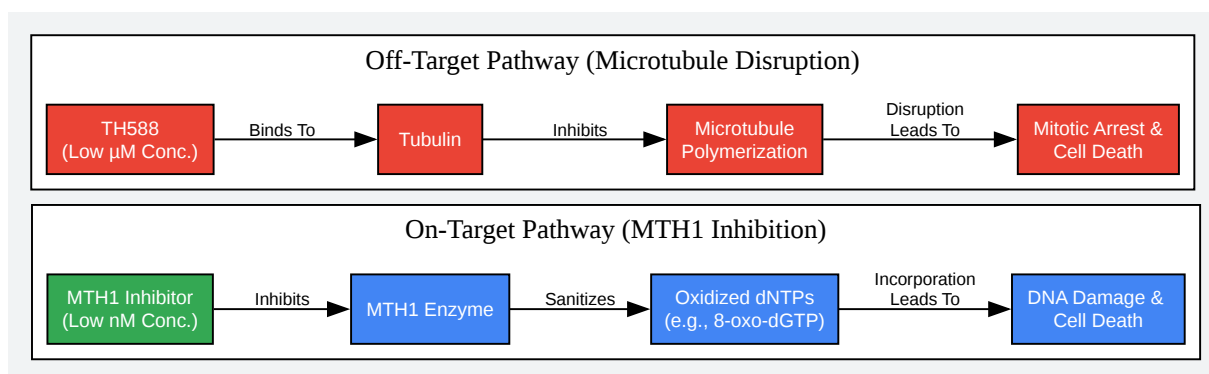 Off-Target Pathway (Microtubule Disruption)
TH588
(Low µM Conc.)
Binds To
Tubulin
Inhibits
Microtubule
Polymerization
Disruption
Leads To
Mitotic Arrest &
Cell Death
On-Target Pathway (MTH1 Inhibition)
MTH1 Inhibitor
(Low nM Conc.)
Inhibits
MTH1 Enzyme
Sanitizes
Oxidized dNTPs
(e.g., 8-oxo-dGTP)
Incorporation
Leads To
DNA Damage &
Cell Death